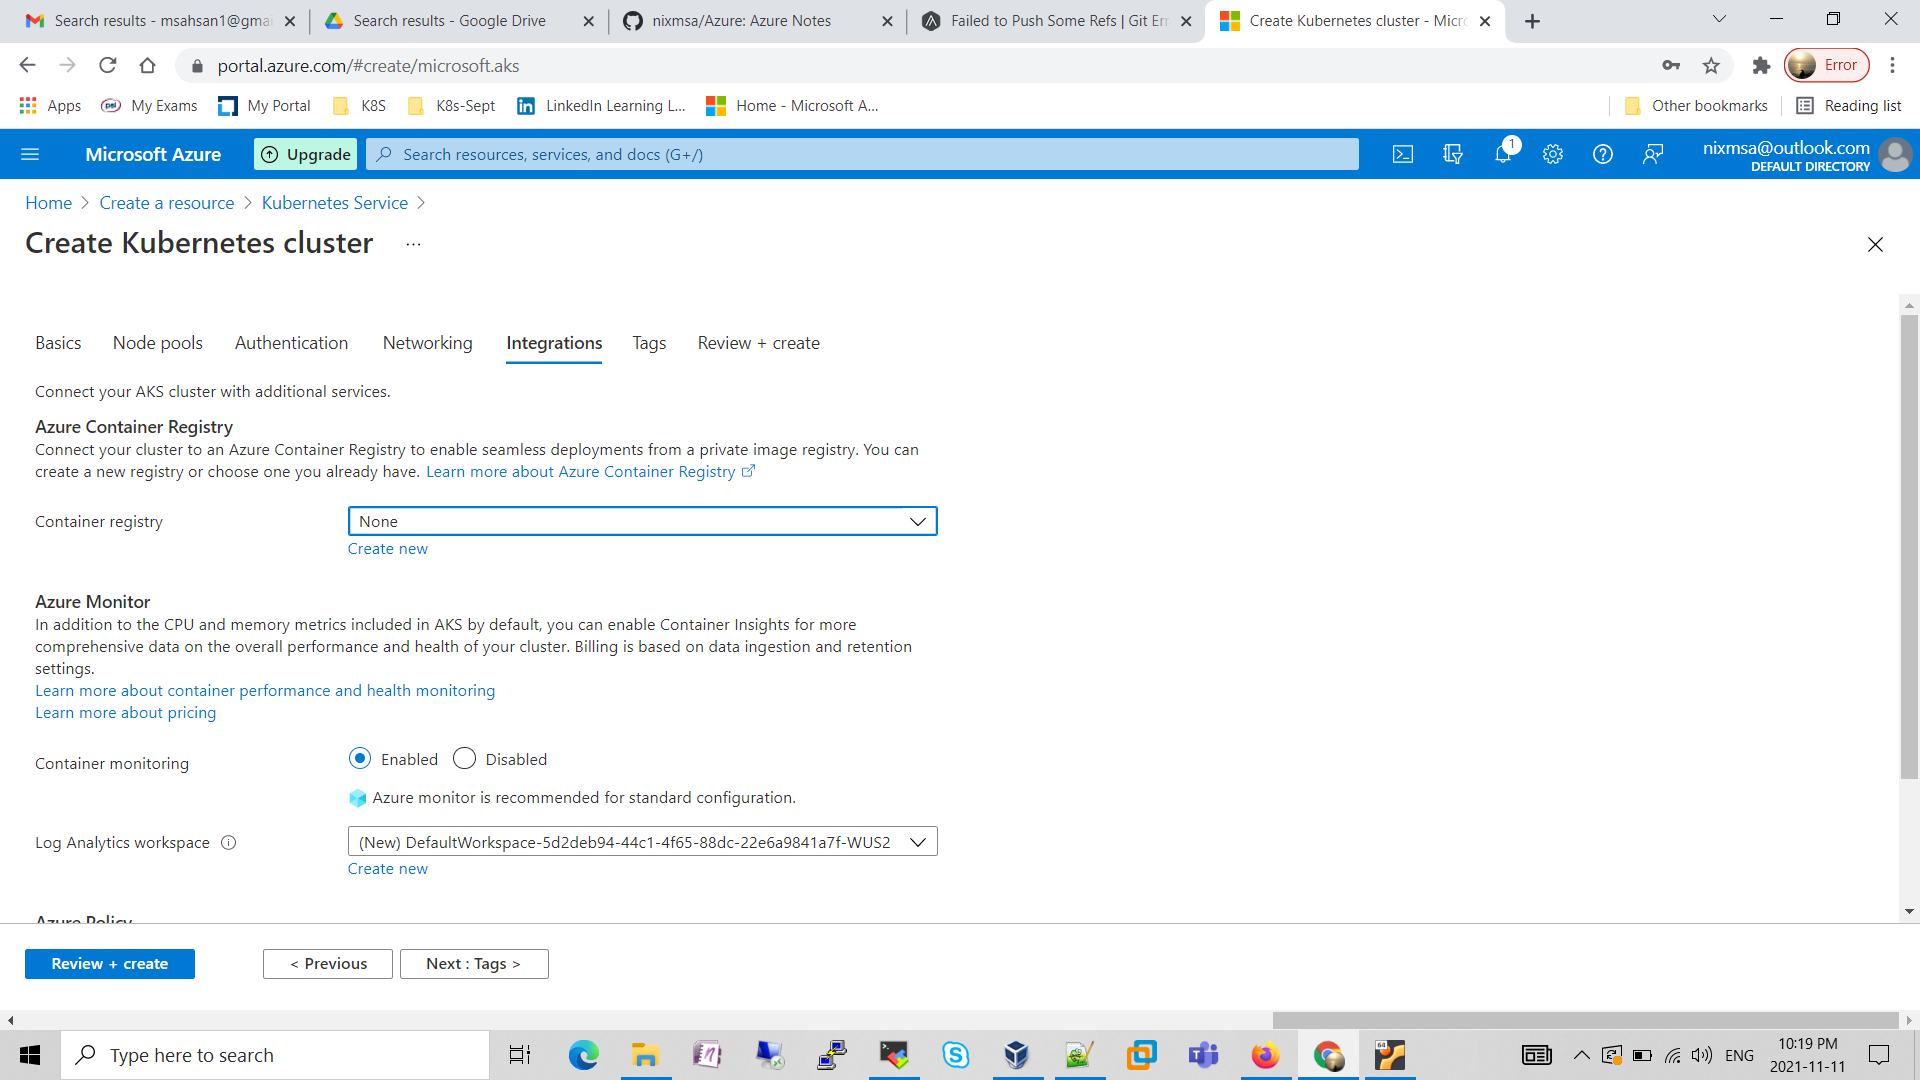 Search results - msahsan1@gmai
Search results - Google Drive
nixmsa/Azure: Azure Notes
Failed to Push Some Refs | Git Err
Create Kubernetes cluster - Micro
portal.azure.com/#create/microsoft.aks
Error
Apps
psi
My Exams
My Portal
K8S
K8s-Sept
LinkedIn Learning L...
Home - Microsoft A...
Other bookmarks
Reading list
Microsoft Azure
Upgrade
Search resources, services, and docs (G+/)
1
nixmsa@outlook.com
DEFAULT DIRECTORY
Home > Create a resource > Kubernetes Service >
Create Kubernetes cluster ...
Basics
Node pools
Authentication
Networking
Integrations
Tags
Review + create
Connect your AKS cluster with additional services.
Azure Container Registry
Connect your cluster to an Azure Container Registry to enable seamless deployments from a private image registry. You can
create a new registry or choose one you already have. Learn more about Azure Container Registry
Container registry
None
Create new
Azure Monitor
In addition to the CPU and memory metrics included in AKS by default, you can enable Container Insights for more
comprehensive data on the overall performance and health of your cluster. Billing is based on data ingestion and retention
settings.
Learn more about container performance and health monitoring
Learn more about pricing
Container monitoring
Enabled
Disabled
Azure monitor is recommended for standard configuration.
Log Analytics workspace
(New) DefaultWorkspace-5d2deb94-44c1-4f65-88dc-22e6a9841a7f-WUS2
Create new
Azure Policy
Review + create
< Previous
Next : Tags >
Type here to search
64
ENG
10:19 PM
2021-11-11